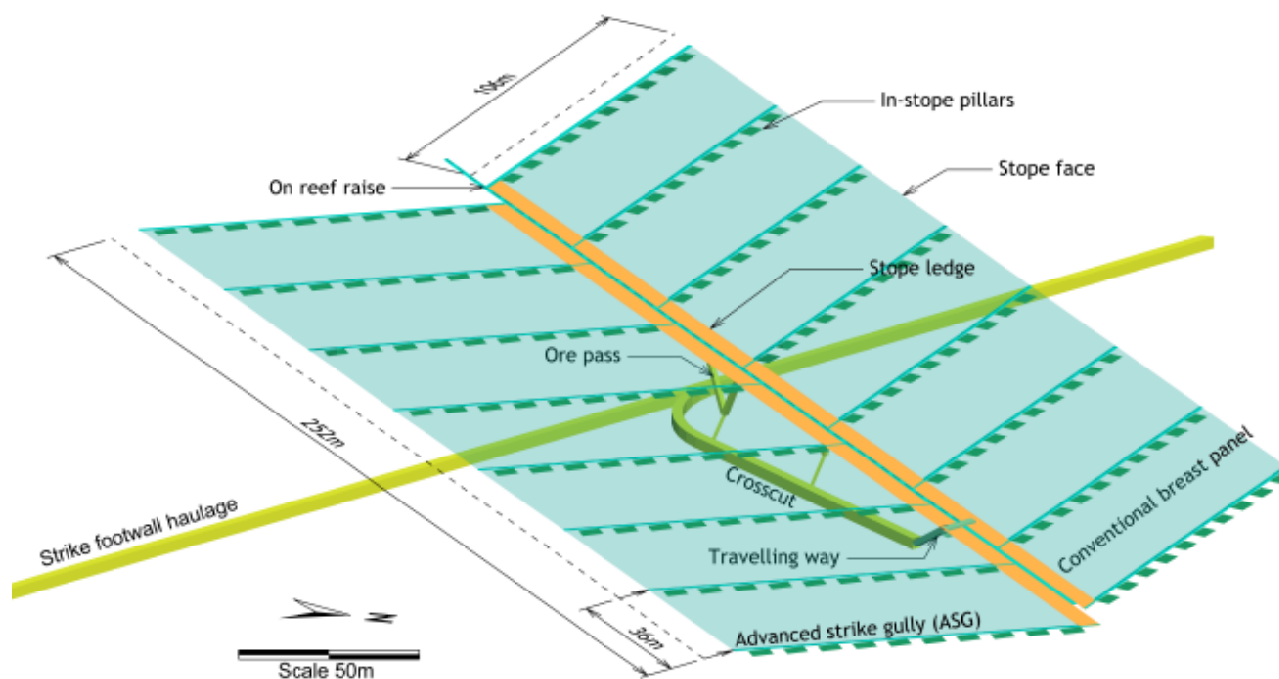 106m
In-stope pillars
Stope face
On reef raise
Stope ledge
Ore pass
252m
Crosscut
Conventional breast panel
Strike footwall haulage
Travelling way
N
36m
Advanced strike gully (ASG)
Scale 50m